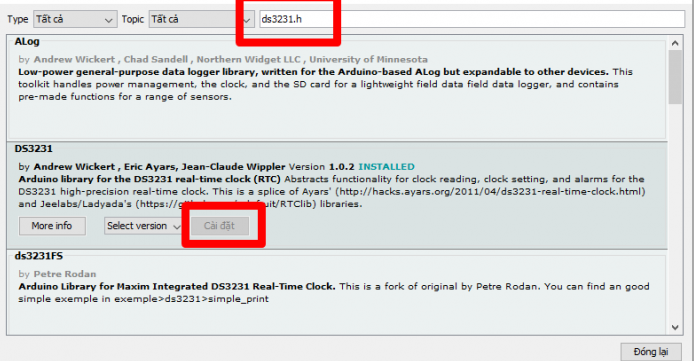 Type Tất cả Topic Tất cả ds3231.h
ALog
by Andrew Wickert , Chad Sandell , Northern Widget LLC , University of Minnesota
Low-power general-purpose data logger library, written for the Arduino-based ALog but expandable to other devices. This
toolkit handles power management, the clock, and the SD card for a lightweight field data field data logger, and contains
pre-made functions for a range of sensors.
DS3231
by Andrew Wickert , Eric Ayars, Jean-Claude Wippler Version 1.0.2 INSTALLED
Arduino library for the DS3231 real-time clock (RTC) Abstracts functionality for clock reading, clock setting, and alarms for the
DS3231 high-precision real-time clock. This is a splice of Ayars' (http://hacks.ayars.org/2011/04/ds3231-real-time-clock.html)
and Jeelabs/Ladyada's libraries.
More info Select version Cài đặt
ds3231FS
by Petre Rodan
Arduino Library for Maxim Integrated DS3231 Real-Time Clock. This is a fork of original by Petre Rodan. You can find an good
simple exemple in exemple>ds3231>simple_print
Đóng lại